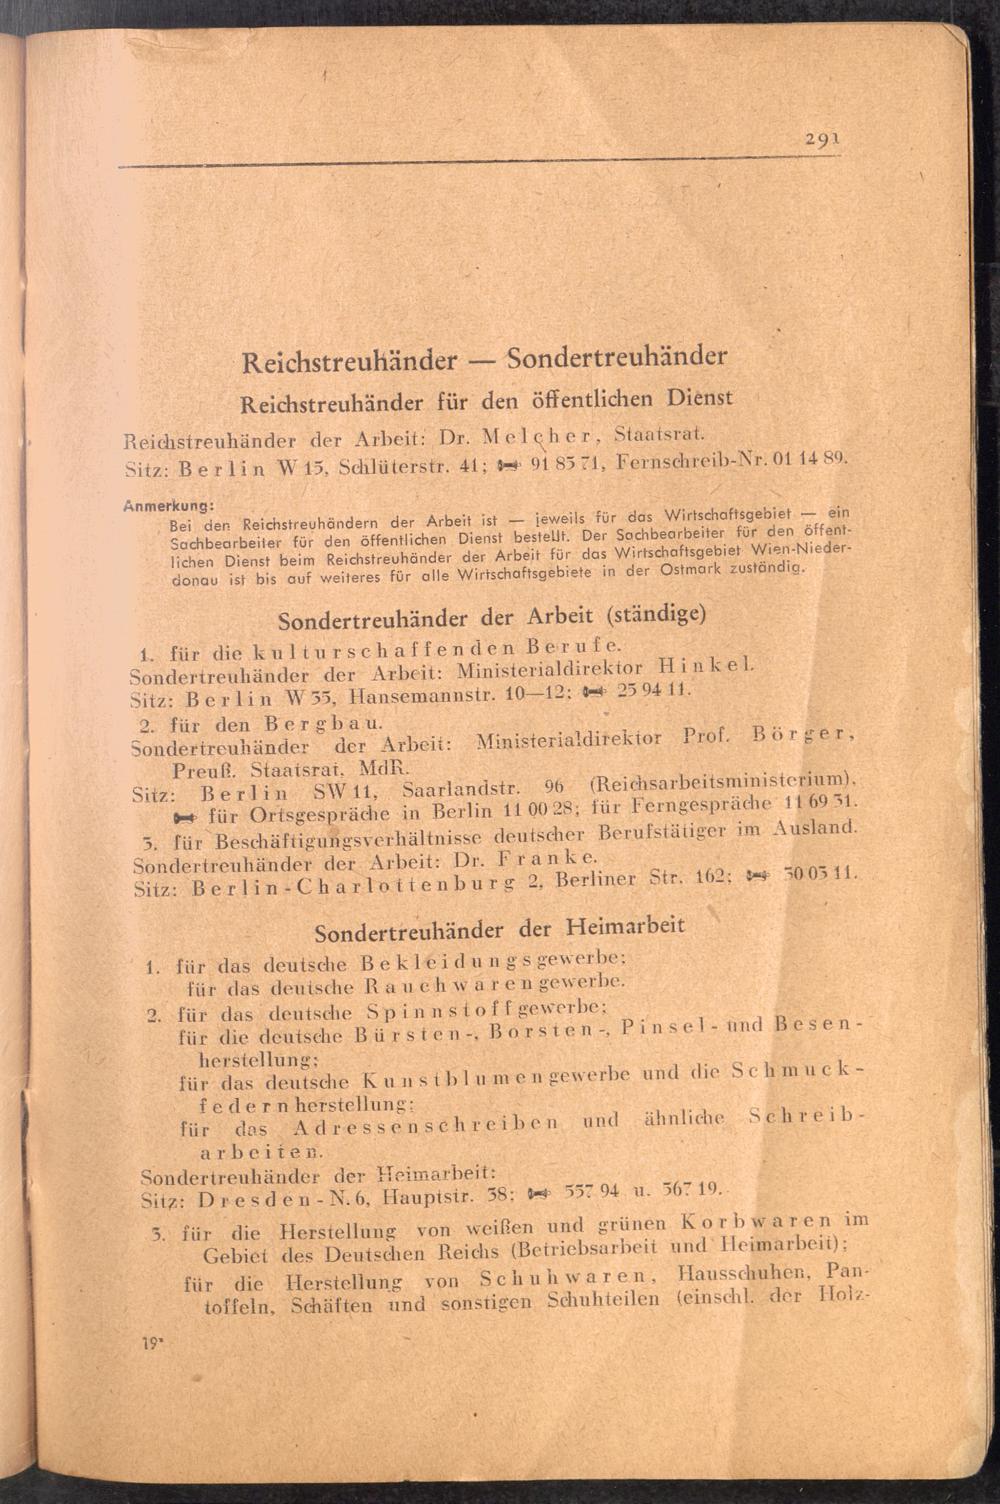 291
Reichstreuhänder — Sondertreuhänder
Reichstreuhänder für den öffentlichen Dienst
Reichstreuhänder der Arbeit: Dr. Melcher, Staatsrat.
Sitz: Berlin W 15, Schlüterstr. 41; 91 85 71, Fernschreib-Nr. 01 14 89.
Anmerkung:
Bei den Reichstreuhändern der Arbeit ist — jeweils für das Wirtschaftsgebiet — ein
Sachbearbeiter für den öffentlichen Dienst bestellt. Der Sachbearbeiter für den öffent-
lichen Dienst beim Reichstreuhänder der Arbeit für das Wirtschaftsgebiet Wien-Nieder-
donau ist bis auf weiteres für alle Wirtschaftsgebiete in der Ostmark zuständig.
Sondertreuhänder der Arbeit (ständige)
1. für die kulturschaffenden Berufe.
Sondertreuhänder der Arbeit: Ministerialdirektor Hinkel.
Sitz: Berlin W 35, Hansemannstr. 10—12; 25 94 11.
2. für den Bergbau.
Sondertreuhänder der Arbeit: Ministerialdirektor Prof. Börger,
Preuß. Staatsrat, MdR.
Sitz: Berlin SW 11, Saarlandstr. 96 (Reichsarbeitsministerium),
für Ortsgespräche in Berlin 11 00 28; für Ferngespräche 11 69 31.
3. für Beschäftigungsverhältnisse deutscher Berufstätiger im Ausland.
Sondertreuhänder der Arbeit: Dr. Franke.
Sitz: Berlin-Charlottenburg 2, Berliner Str. 162; 30 03 11.
Sondertreuhänder der Heimarbeit
1. für das deutsche Bekleidungsgewerbe;
für das deutsche Rauchwarengewerbe.
2. für das deutsche Spinnstoffgewerbe;
für die deutsche Bürsten-, Borsten-, Pinsel- und Besen-
herstellung;
für das deutsche Kunstblumengewerbe und die Schmuck-
federnherstellung;
für das Adressenschreiben und ähnliche Schreib-
arbeiten.
Sondertreuhänder der Heimarbeit:
Sitz: Dresden-N. 6, Hauptstr. 38; 557 94 u. 567 19.
3. für die Herstellung von weißen und grünen Korbwaren im
Gebiet des Deutschen Reichs (Betriebsarbeit und Heimarbeit);
für die Herstellung von Schuhwaren, Hausschuhen, Pan-
toffeln, Schäften und sonstigen Schuhteilen (einschl. der Holz-
19*